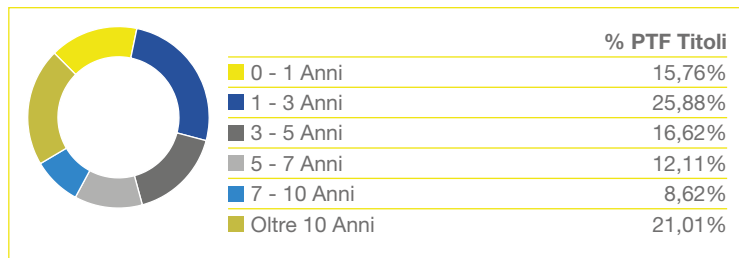 % PTF Titoli
0 - 1 Anni 15,76%
1 - 3 Anni 25,88%
3 - 5 Anni 16,62%
5 - 7 Anni 12,11%
7 - 10 Anni 8,62%
Oltre 10 Anni 21,01%